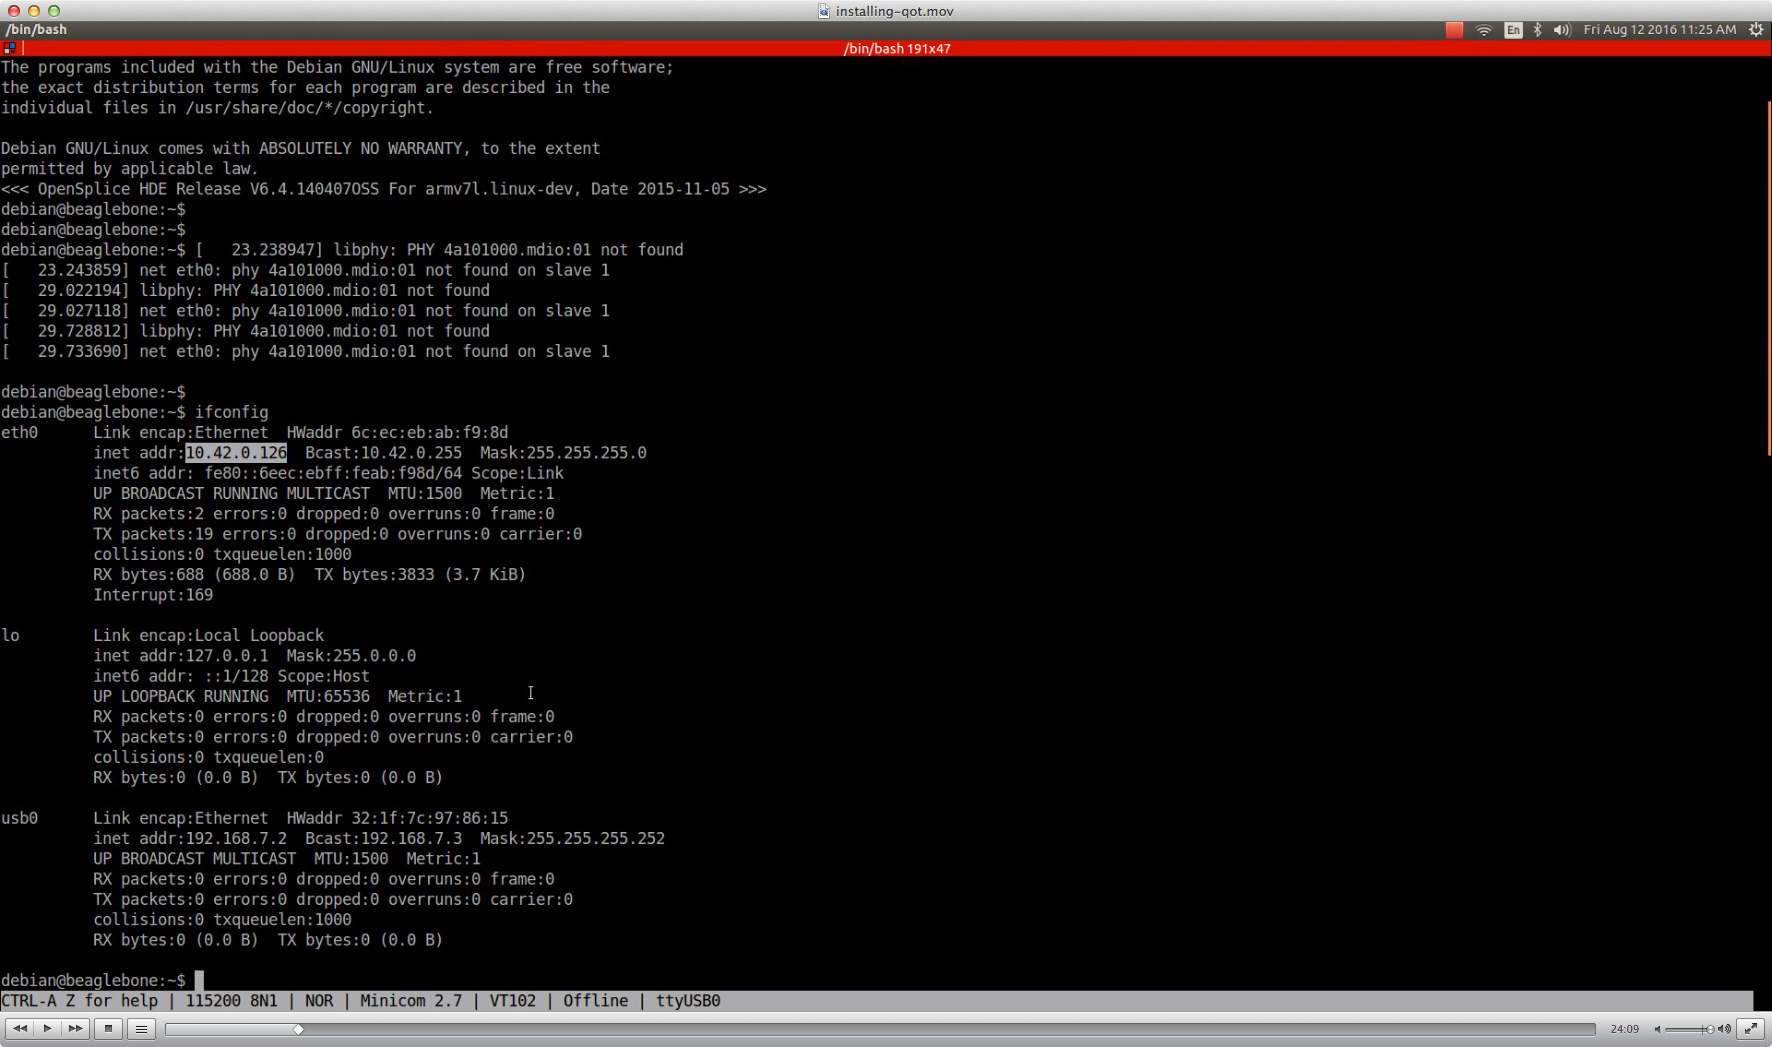 installing-qot.mov
/bin/bash
En
Fri Aug 12 2016 11:25 AM
/bin/bash 191x47
The programs included with the Debian GNU/Linux system are free software;
the exact distribution terms for each program are described in the
individual files in /usr/share/doc/*/copyright.
Debian GNU/Linux comes with ABSOLUTELY NO WARRANTY, to the extent
permitted by applicable law.
<<< OpenSplice HDE Release V6.4.140407OSS For armv7l.linux-dev, Date 2015-11-05 >>>
debian@beaglebone:~$
debian@beaglebone:~$
debian@beaglebone:~$ [   23.238947] libphy: PHY 4a101000.mdio:01 not found
[   23.243859] net eth0: phy 4a101000.mdio:01 not found on slave 1
[   29.022194] libphy: PHY 4a101000.mdio:01 not found
[   29.027118] net eth0: phy 4a101000.mdio:01 not found on slave 1
[   29.728812] libphy: PHY 4a101000.mdio:01 not found
[   29.733690] net eth0: phy 4a101000.mdio:01 not found on slave 1
debian@beaglebone:~$
debian@beaglebone:~$ ifconfig
eth0      Link encap:Ethernet  HWaddr 6c:ec:eb:ab:f9:8d
          inet addr:10.42.0.126  Bcast:10.42.0.255  Mask:255.255.255.0
          inet6 addr: fe80::6eec:ebff:feab:f98d/64 Scope:Link
          UP BROADCAST RUNNING MULTICAST  MTU:1500  Metric:1
          RX packets:2 errors:0 dropped:0 overruns:0 frame:0
          TX packets:19 errors:0 dropped:0 overruns:0 carrier:0
          collisions:0 txqueuelen:1000
          RX bytes:688 (688.0 B)  TX bytes:3833 (3.7 KiB)
          Interrupt:169
lo        Link encap:Local Loopback
          inet addr:127.0.0.1  Mask:255.0.0.0
          inet6 addr: ::1/128 Scope:Host
          UP LOOPBACK RUNNING  MTU:65536  Metric:1
          RX packets:0 errors:0 dropped:0 overruns:0 frame:0
          TX packets:0 errors:0 dropped:0 overruns:0 carrier:0
          collisions:0 txqueuelen:0
          RX bytes:0 (0.0 B)  TX bytes:0 (0.0 B)
usb0      Link encap:Ethernet  HWaddr 32:1f:7c:97:86:15
          inet addr:192.168.7.2  Bcast:192.168.7.3  Mask:255.255.255.252
          UP BROADCAST MULTICAST  MTU:1500  Metric:1
          RX packets:0 errors:0 dropped:0 overruns:0 frame:0
          TX packets:0 errors:0 dropped:0 overruns:0 carrier:0
          collisions:0 txqueuelen:1000
          RX bytes:0 (0.0 B)  TX bytes:0 (0.0 B)
debian@beaglebone:~$
CTRL-A Z for help | 115200 8N1 | NOR | Minicom 2.7 | VT102 | Offline | ttyUSB0
24:09